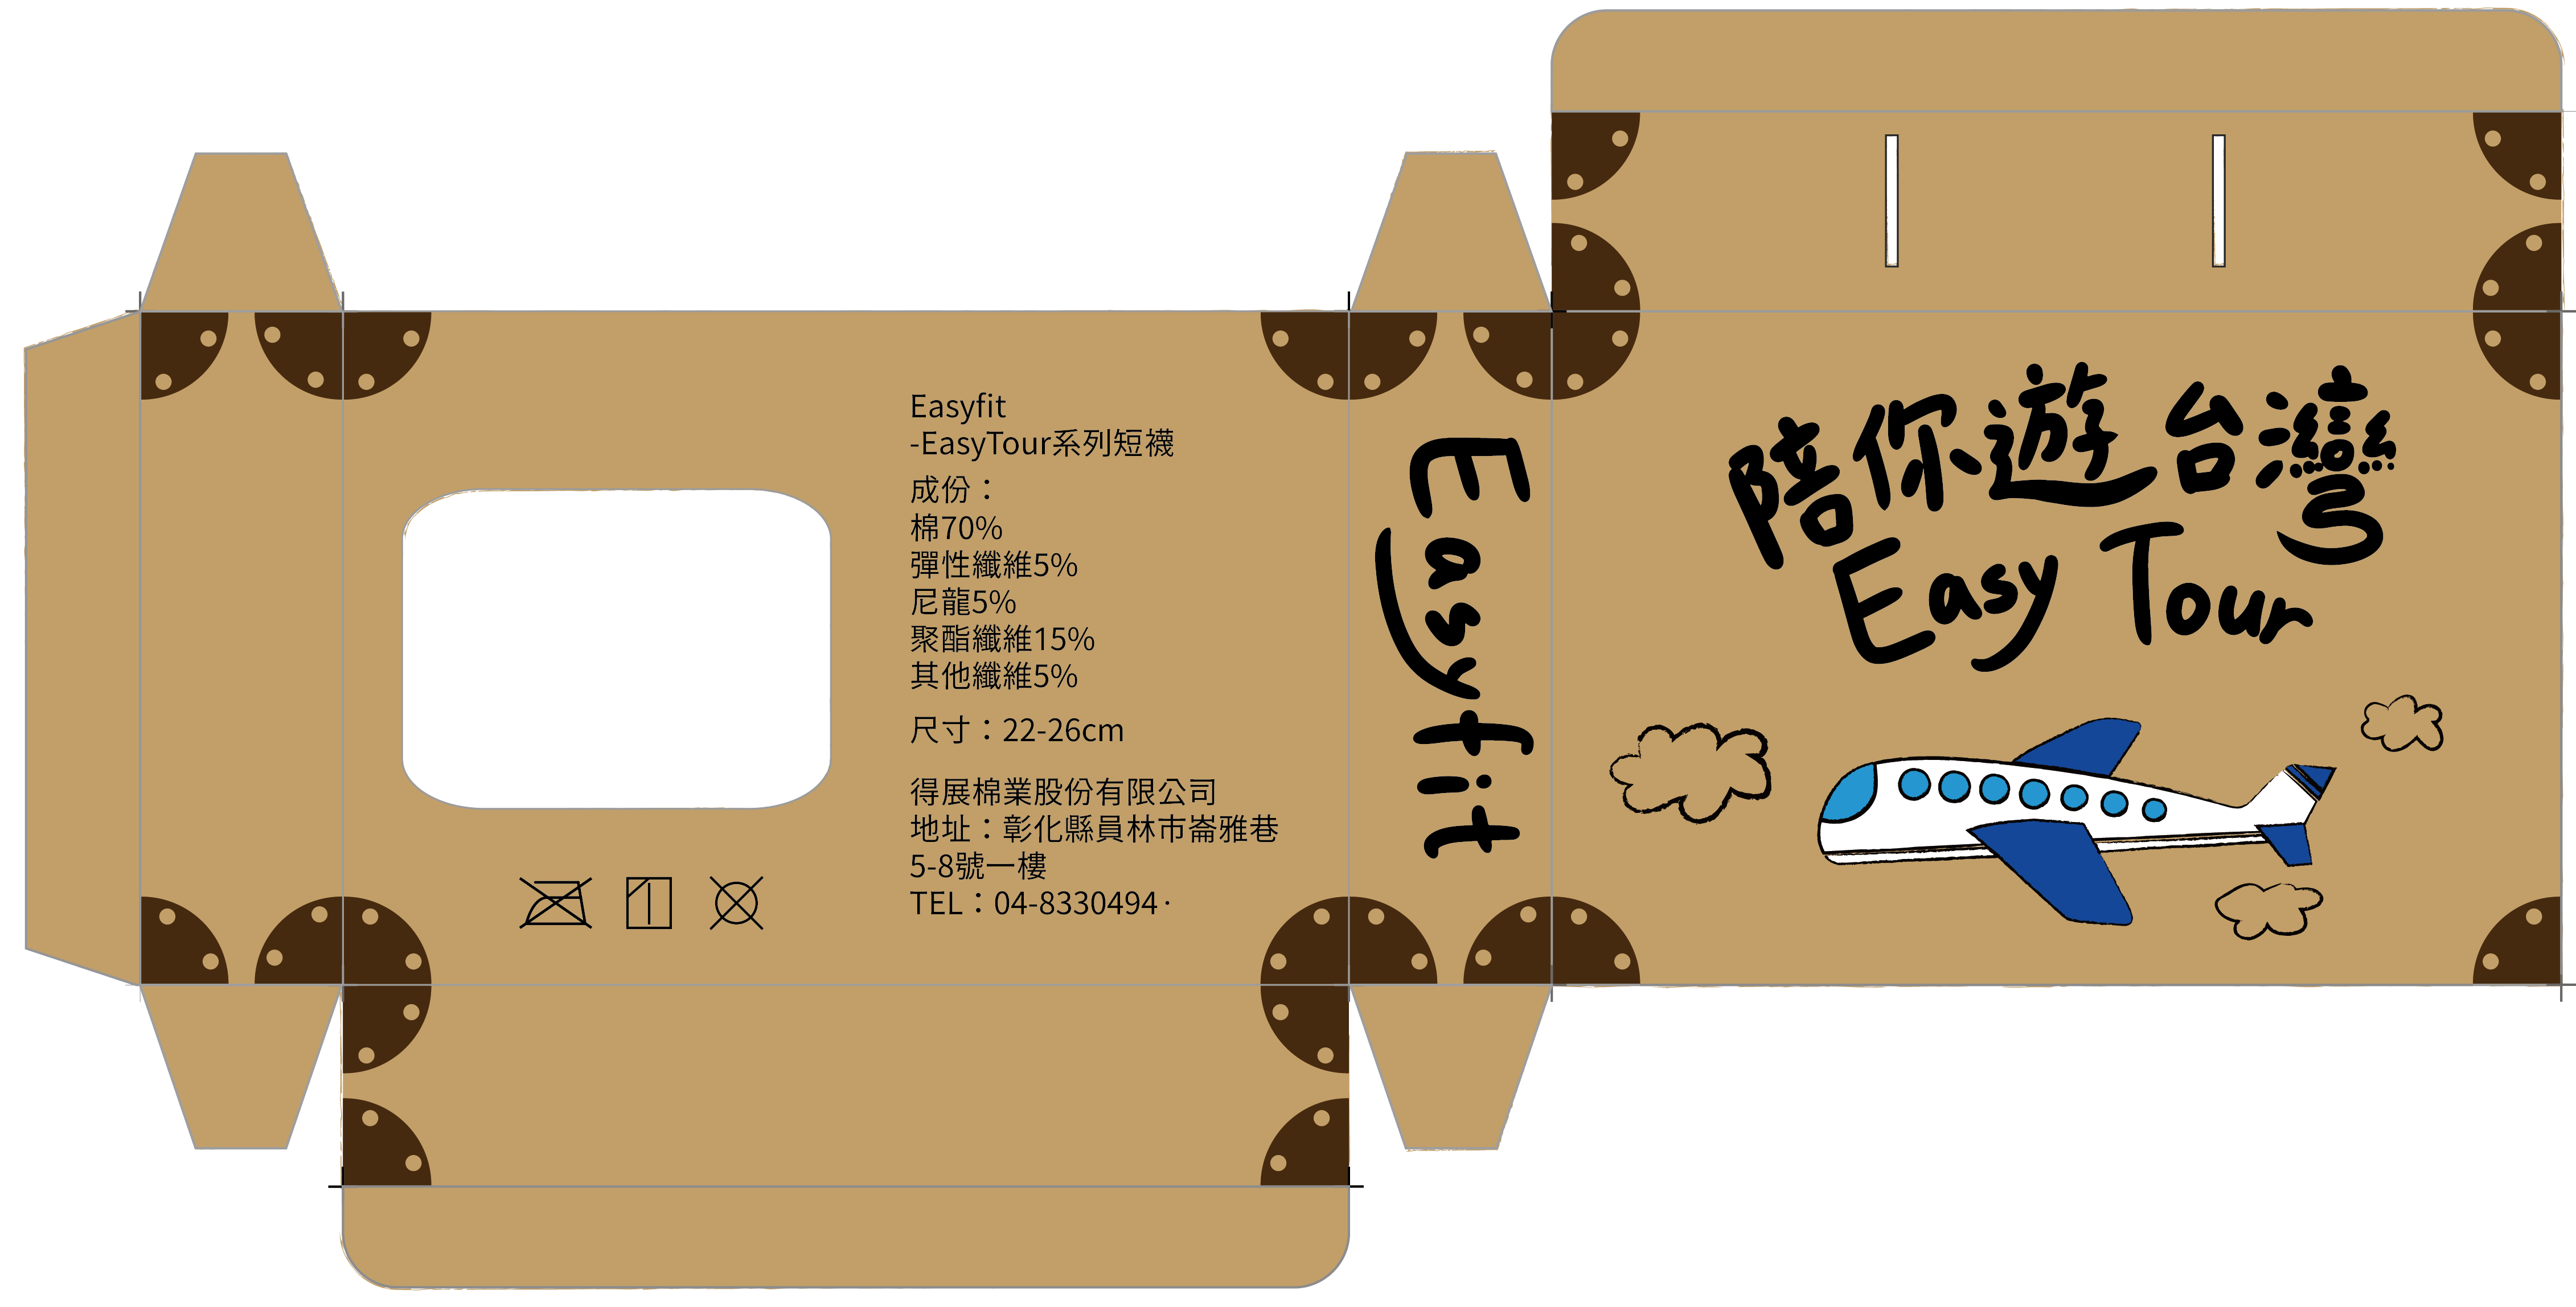 Easyfit
-EasyTour系列短襪
成份：
棉70%
彈性纖維5%
尼龍5%
聚酯纖維15%
其他纖維5%
尺寸：22-26cm
得展棉業股份有限公司
地址：彰化縣員林市崙雅巷
5-8號一樓
TEL：04-8330494·
Easyfit
陪你遊台灣
Easy Tour